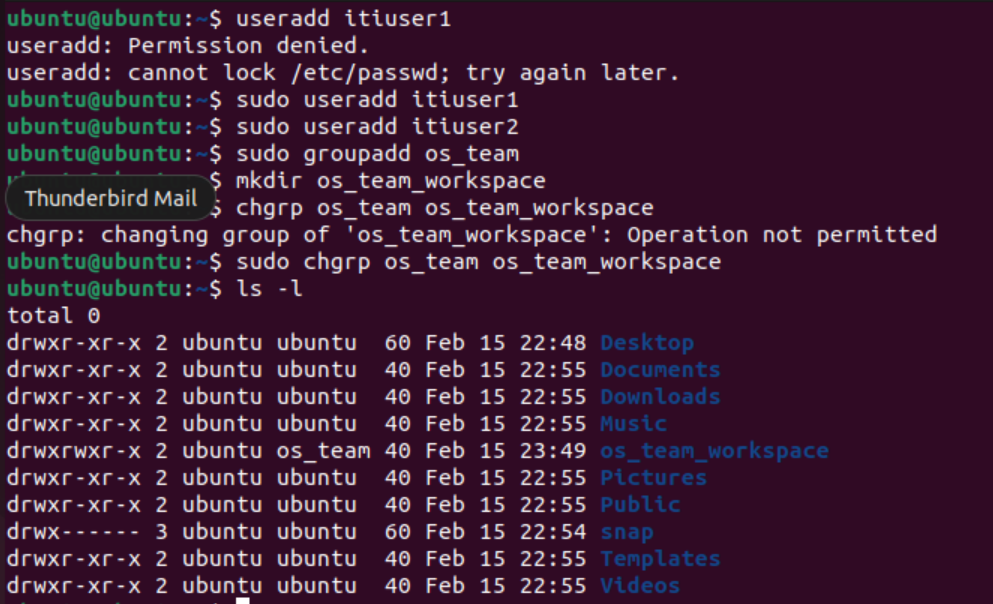 ubuntu@ubuntu:~$ useradd itiuser1
useradd: Permission denied.
useradd: cannot lock /etc/passwd; try again later.
ubuntu@ubuntu:~$ sudo useradd itiuser1
ubuntu@ubuntu:~$ sudo useradd itiuser2
ubuntu@ubuntu:~$ sudo groupadd os_team
$ mkdir os_team_workspace
Thunderbird Mail
$ chgrp os_team os_team_workspace
chgrp: changing group of 'os_team_workspace': Operation not permitted
ubuntu@ubuntu:~$ sudo chgrp os_team os_team_workspace
ubuntu@ubuntu:~$ ls -l
total 0
drwxr-xr-x 2 ubuntu ubuntu  60 Feb 15 22:48 Desktop
drwxr-xr-x 2 ubuntu ubuntu  40 Feb 15 22:55 Documents
drwxr-xr-x 2 ubuntu ubuntu  40 Feb 15 22:55 Downloads
drwxr-xr-x 2 ubuntu ubuntu  40 Feb 15 22:55 Music
drwxrwxr-x 2 ubuntu os_team 40 Feb 15 23:49 os_team_workspace
drwxr-xr-x 2 ubuntu ubuntu  40 Feb 15 22:55 Pictures
drwxr-xr-x 2 ubuntu ubuntu  40 Feb 15 22:55 Public
drwx------ 3 ubuntu ubuntu  60 Feb 15 22:54 snap
drwxr-xr-x 2 ubuntu ubuntu  40 Feb 15 22:55 Templates
drwxr-xr-x 2 ubuntu ubuntu  40 Feb 15 22:55 Videos